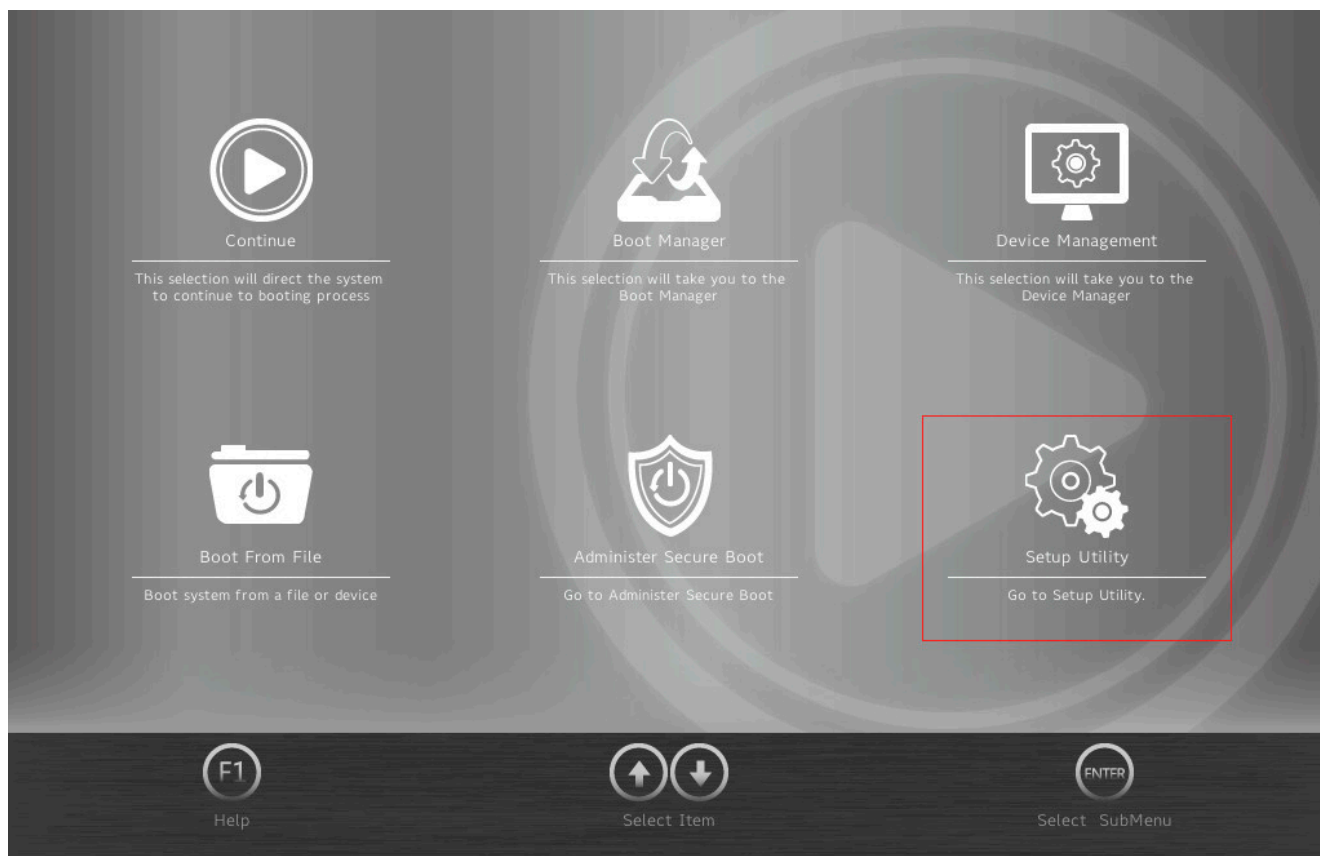 Continue
This selection will direct the system
to continue to booting process
Boot Manager
This selection will take you to the
Boot Manager
Device Management
This selection will take you to the
Device Manager
Boot From File
Boot system from a file or device
Administer Secure Boot
Go to Administer Secure Boot
Setup Utility
Go to Setup Utility.
F1
Help
Select Item
ENTER
Select SubMenu